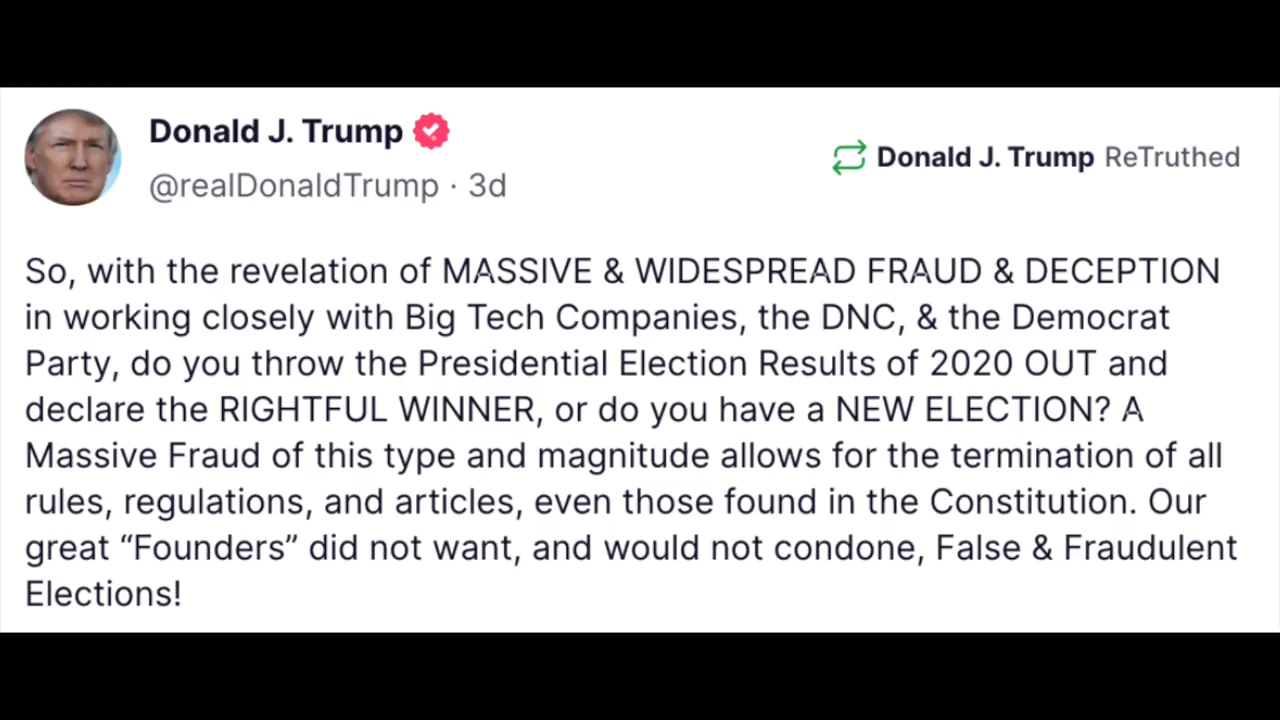 Donald J. Trump
@realDonaldTrump · 3d
Donald J. Trump ReTruthed
So, with the revelation of MASSIVE & WIDESPREAD FRAUD & DECEPTION
in working closely with Big Tech Companies, the DNC, & the Democrat
Party, do you throw the Presidential Election Results of 2020 OUT and
declare the RIGHTFUL WINNER, or do you have a NEW ELECTION? A
Massive Fraud of this type and magnitude allows for the termination of all
rules, regulations, and articles, even those found in the Constitution. Our
great “Founders” did not want, and would not condone, False & Fraudulent
Elections!